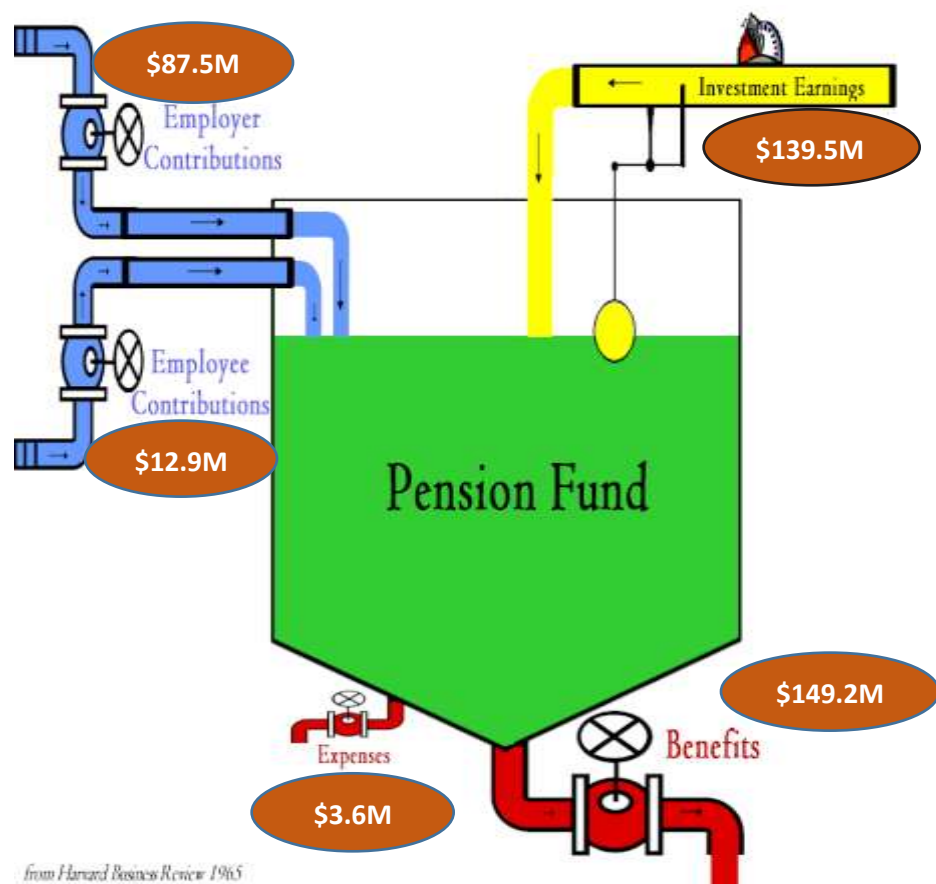 $87.5M
Employer
Contributions
Investment Earnings
$139.5M
Employee
Contributions
$12.9M
Pension Fund
$149.2M
Benefits
Expenses
$3.6M
from Harvard Business Review 1965